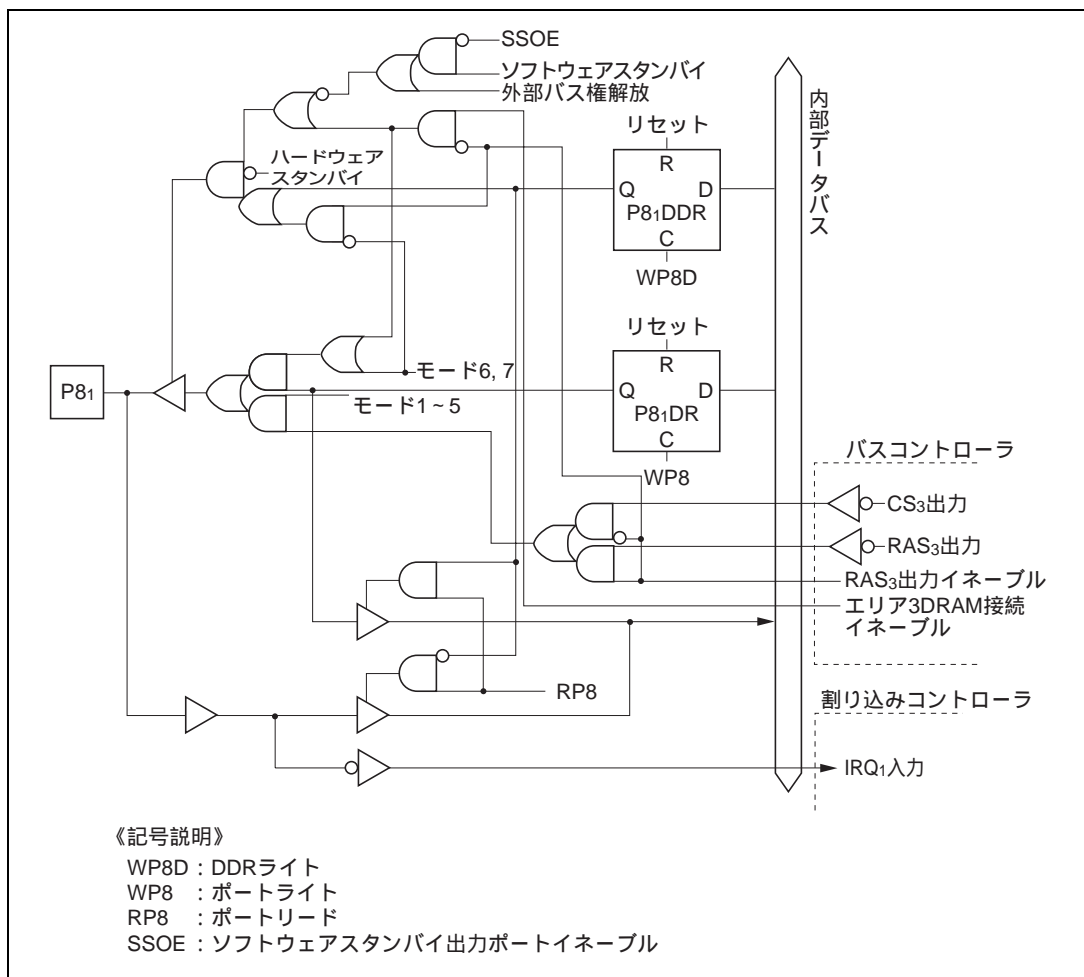 SSOE
ソフトウェアスタンバイ
外部バス権解放
ハードウェア
スタンバイ
リセット
R
Q
D
P8₁DDR
C
WP8D
内部データバス
リセット
R
Q
D
P8₁DR
C
WP8
モード6, 7
モード1～5
P8₁
バスコントローラ
CS₃出力
RAS₃出力
RAS₃出力イネーブル
エリア3DRAM接続
イネーブル
RP8
割り込みコントローラ
IRQ₁入力
《記号説明》
WP8D：DDRライト
WP8 ：ポートライト
RP8 ：ポートリード
SSOE：ソフトウェアスタンバイ出力ポートイネーブル